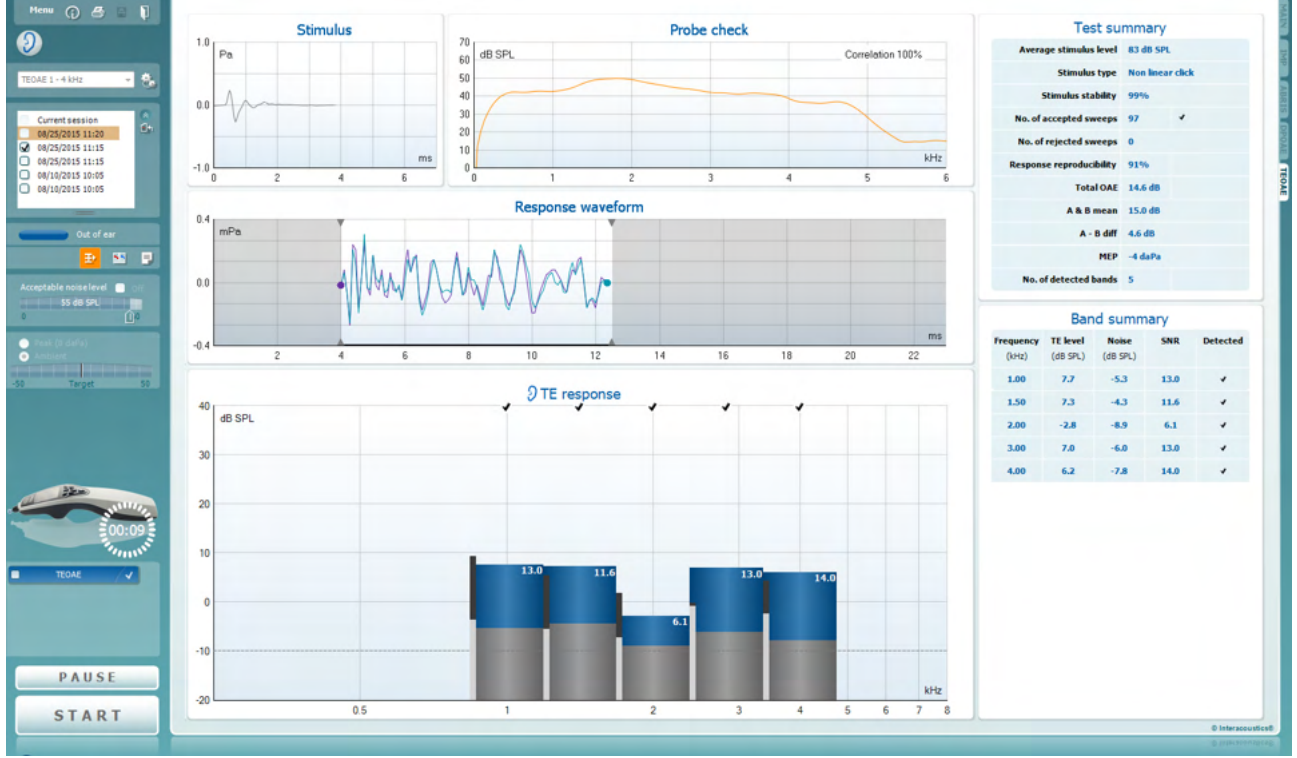 Menu
TEOAE 1 - 4 kHz
Current session
08/25/2015 11:20
08/25/2015 11:15
08/25/2015 11:15
08/10/2015 10:05
08/10/2015 10:05
Out of ear
Acceptable noise level off
55 dB SPL
0
Peak (0 daPa)
Ambient
-50 Target 50
00:09
TEOAE
PAUSE
START
Stimulus
Pa
1.0
0.0
-1.0
ms
0 2 4 6
Probe check
dB SPL
Correlation 100%
70
60
50
40
30
20
10
0
kHz
0 1 2 3 4 5 6
Response waveform
mPa
0.4
0.0
-0.4
ms
2 4 6 8 10 12 14 16 18 20 22
TE response
dB SPL
40
30
20
10
0
-10
-20
13.0 11.6 6.1 13.0 14.0
kHz
0.5 1 2 3 4 5 6 7 8
Test summary
Average stimulus level 83 dB SPL
Stimulus type Non linear click
Stimulus stability 99%
No. of accepted sweeps 97
No. of rejected sweeps 0
Response reproducibility 91%
Total OAE 14.6 dB
A & B mean 15.0 dB
A - B diff 4.6 dB
MEP -4 daPa
No. of detected bands 5
Band summary
Frequency TE level Noise SNR Detected
(kHz) (dB SPL) (dB SPL)
1.00 7.7 -5.3 13.0
1.50 7.3 -4.3 11.6
2.00 -2.8 -8.9 6.1
3.00 7.0 -6.0 13.0
4.00 6.2 -7.8 14.0
© Interacoustics®
MAIN
IMP
ABRIS
DPOAE
TEOAE